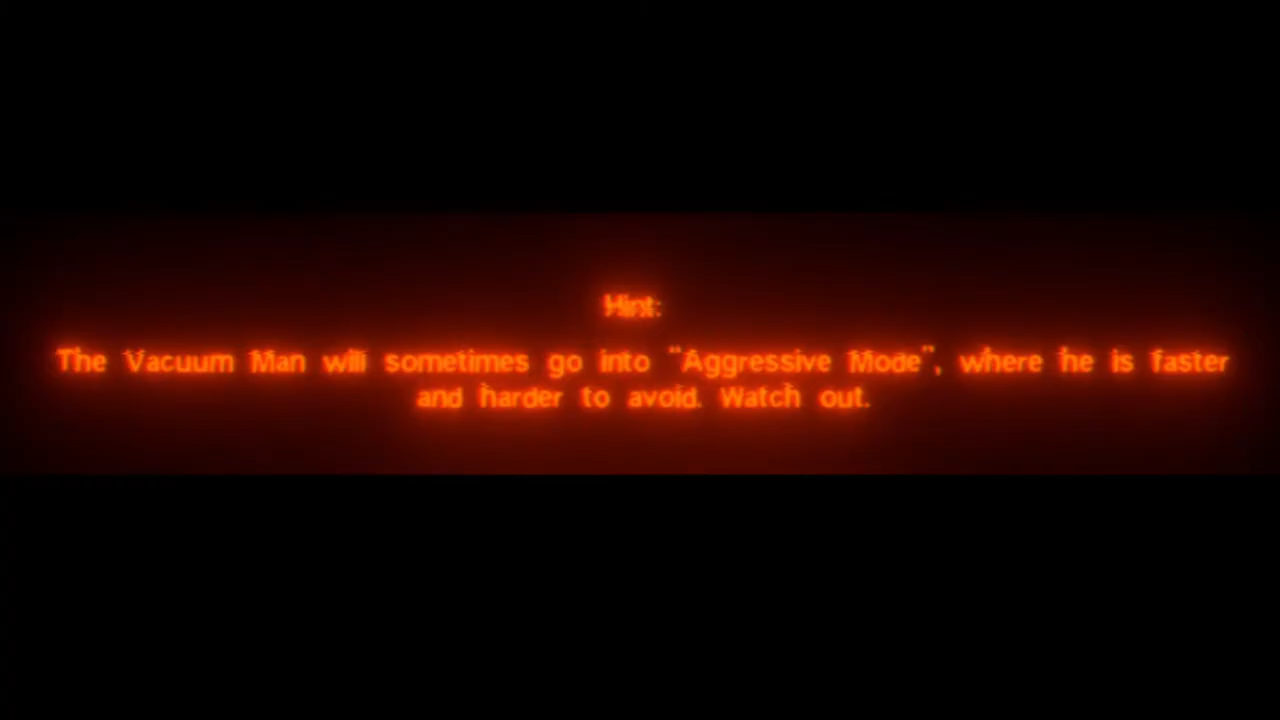 Hint:
The Vacuum Man will sometimes go into "Aggressive Mode", where he is faster
and harder to avoid. Watch out.